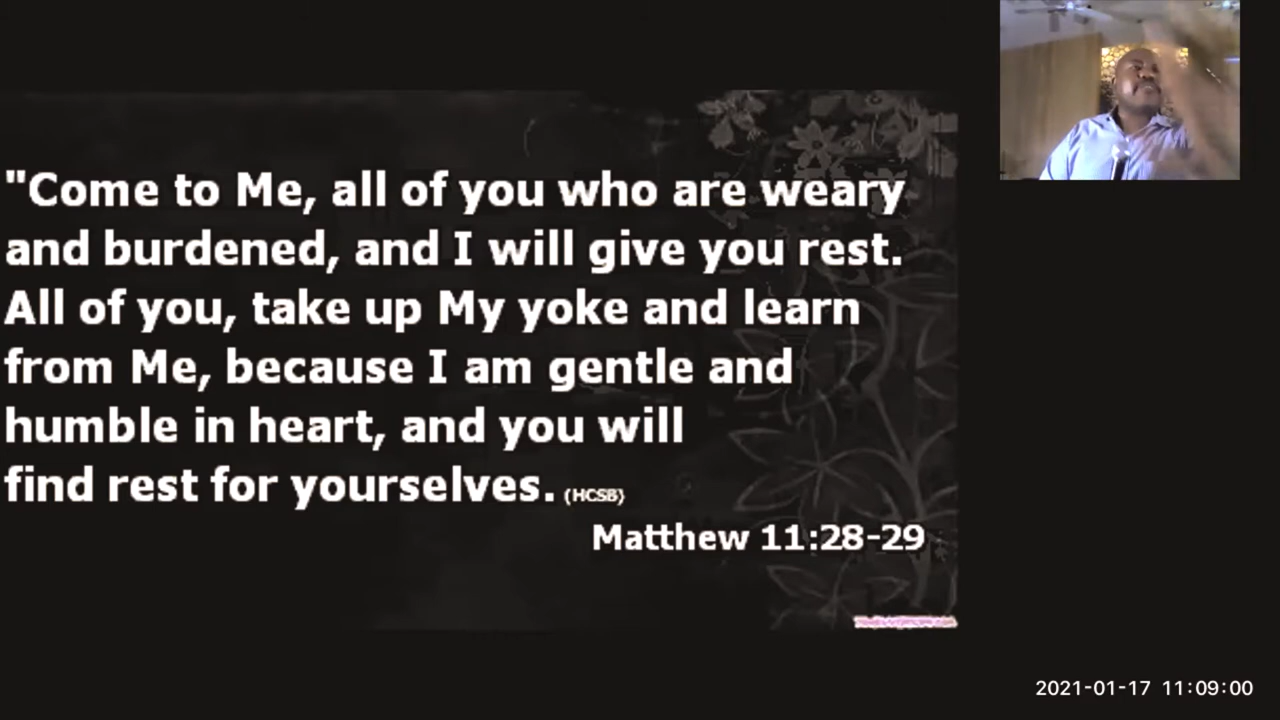 "Come to Me, all of you who are weary
and burdened, and I will give you rest.
All of you, take up My yoke and learn
from Me, because I am gentle and
humble in heart, and you will
find rest for yourselves. (HCSB)
Matthew 11:28-29
2021-01-17 11:09:00